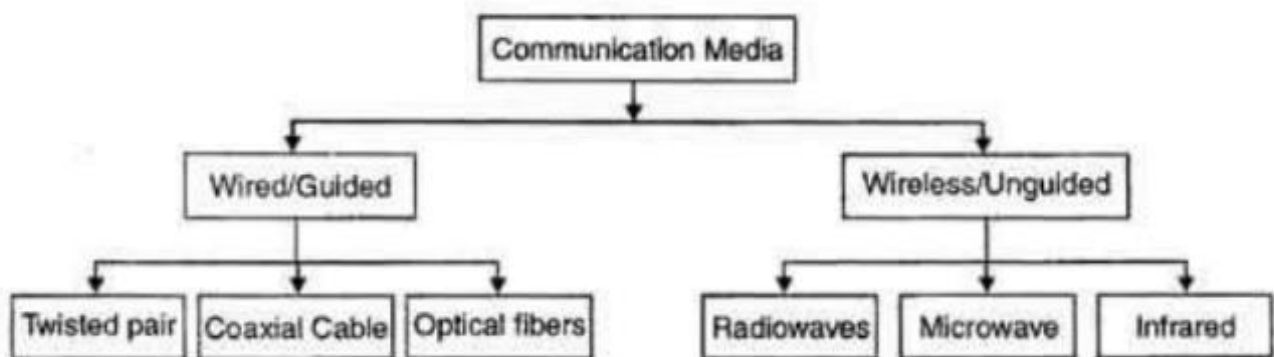 Communication Media
Wired/Guided
Wireless/Unguided
Twisted pair
Coaxial Cable
Optical fibers
Radiowaves
Microwave
Infrared